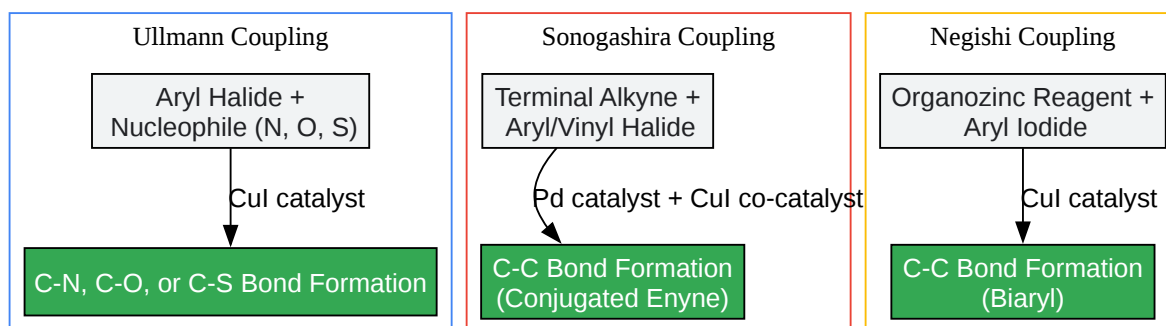 Ullmann Coupling
Aryl Halide +
Nucleophile (N, O, S)
CuI catalyst
C-N, C-O, or C-S Bond Formation
Sonogashira Coupling
Terminal Alkyne +
Aryl/Vinyl Halide
Pd catalyst + CuI co-catalyst
C-C Bond Formation
(Conjugated Enyne)
Negishi Coupling
Organozinc Reagent +
Aryl Iodide
CuI catalyst
C-C Bond Formation
(Biaryl)